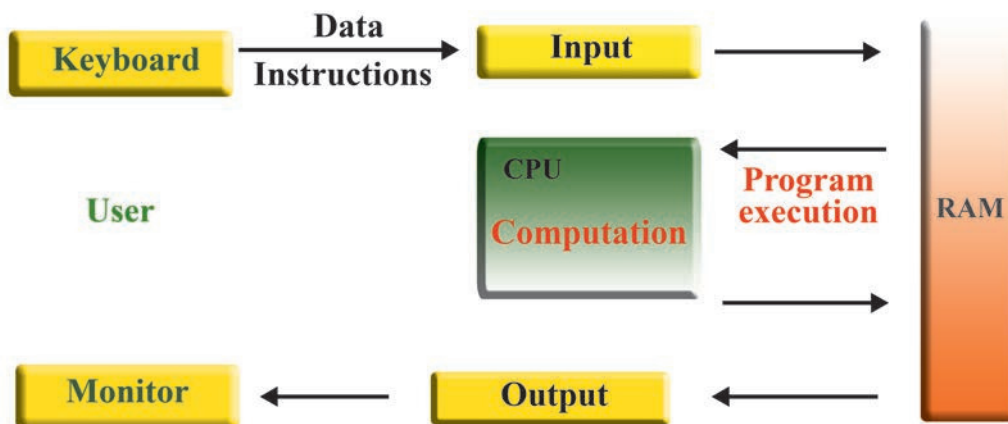 Keyboard
Data
Instructions
Input
CPU
Computation
Program
execution
RAM
User
Monitor
Output